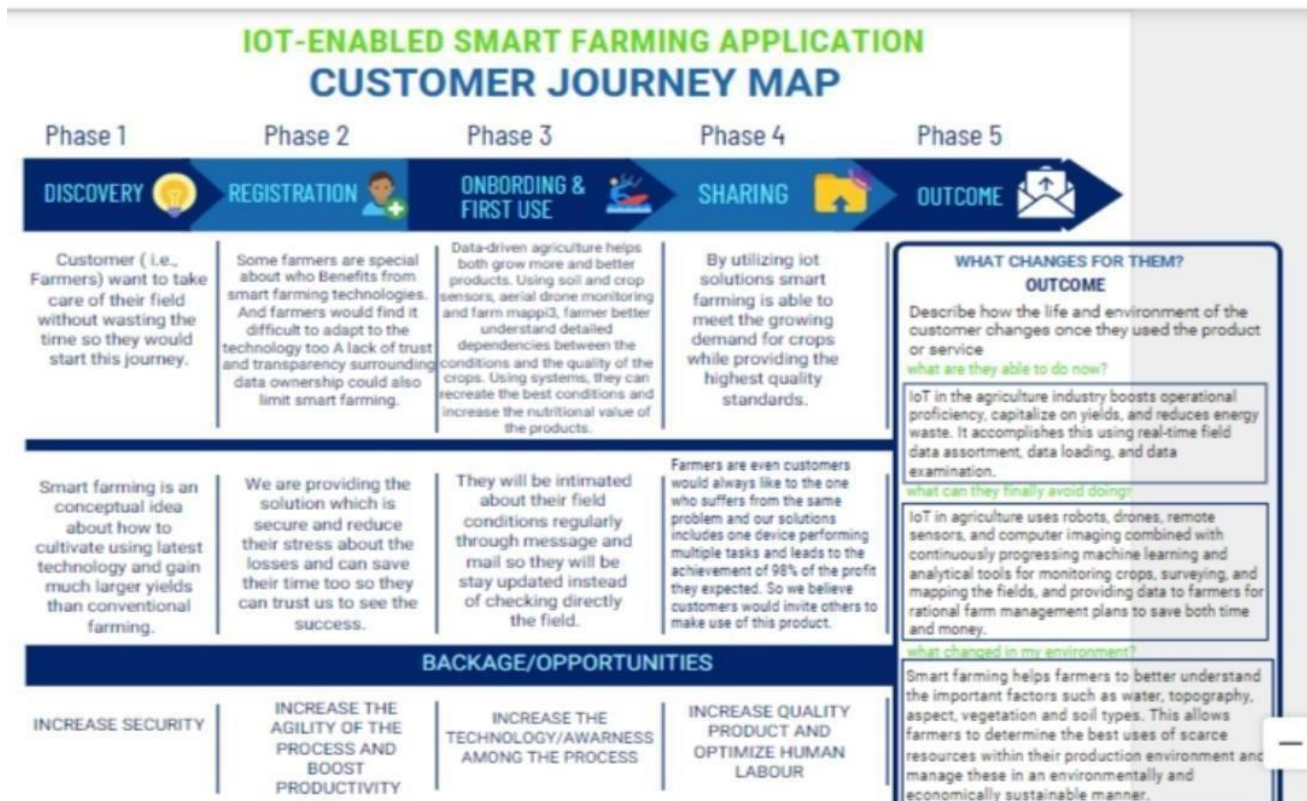 IOT-ENABLED SMART FARMING APPLICATION
CUSTOMER JOURNEY MAP
Phase 1
Phase 2
Phase 3
Phase 4
Phase 5
DISCOVERY
REGISTRATION
ONBORDING &
FIRST USE
SHARING
OUTCOME
Customer ( i.e.,
Farmers) want to take
care of their field
without wasting the
time so they would
start this journey.
Some farmers are special
about who Benefits from
smart farming technologies.
And farmers would find it
difficult to adapt to the
technology too A lack of trust
and transparency surrounding
data ownership could also
limit smart farming.
Data-driven agriculture helps
both grow more and better
products. Using soil and crop
sensors, aerial drone monitoring
and farm mappi3, farmer better
understand detailed
dependencies between the
conditions and the quality of the
crops. Using systems, they can
recreate the best conditions and
increase the nutritional value of
the products.
By utilizing iot
solutions smart
farming is able to
meet the growing
demand for crops
while providing the
highest quality
standards.
Smart farming is an
conceptual idea
about how to
cultivate using latest
technology and gain
much larger yields
than conventional
farming.
We are providing the
solution which is
secure and reduce
their stress about the
losses and can save
their time too so they
can trust us to see the
success.
They will be intimated
about their field
conditions regularly
through message and
mail so they will be
stay updated instead
of checking directly
the field.
Farmers are even customers
would always like to the one
who suffers from the same
problem and our solutions
includes one device performing
multiple tasks and leads to the
achievement of 98% of the profit
they expected. So we believe
customers would invite others to
make use of this product.
BACKAGE/OPPORTUNITIES
INCREASE SECURITY
INCREASE THE
AGILITY OF THE
PROCESS AND
BOOST
PRODUCTIVITY
INCREASE THE
TECHNOLOGY/AWARNESS
AMONG THE PROCESS
INCREASE QUALITY
PRODUCT AND
OPTIMIZE HUMAN
LABOUR
WHAT CHANGES FOR THEM?
OUTCOME
Describe how the life and environment of the
customer changes once they used the product
or service
what are they able to do now?
IoT in the agriculture industry boosts operational
proficiency, capitalize on yields, and reduces energy
waste. It accomplishes this using real-time field
data assortment, data loading, and data
examination.
what can they finally avoid doing?
IoT in agriculture uses robots, drones, remote
sensors, and computer imaging combined with
continuously progressing machine learning and
analytical tools for monitoring crops, surveying, and
mapping the fields, and providing data to farmers for
rational farm management plans to save both time
and money.
what changed in my environment?
Smart farming helps farmers to better understand
the important factors such as water, topography,
aspect, vegetation and soil types. This allows
farmers to determine the best uses of scarce
resources within their production environment and
manage these in an environmentally and
economically sustainable manner.